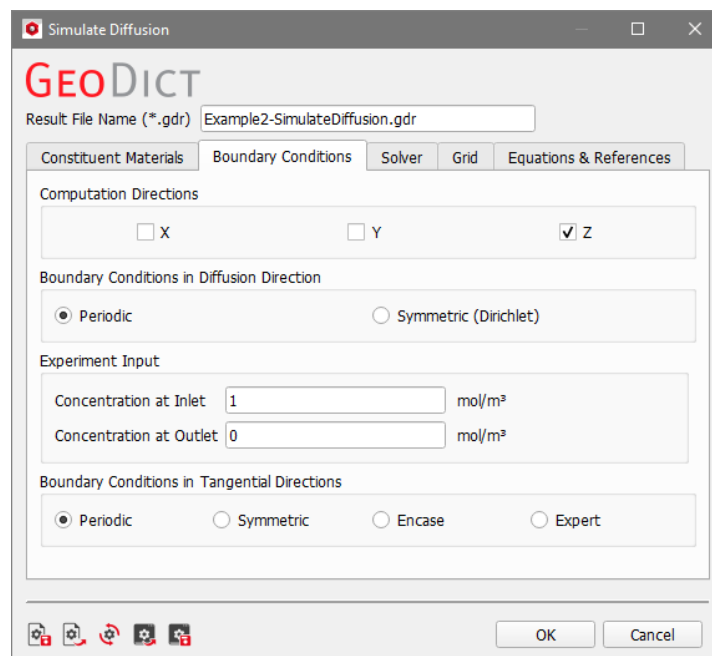 Simulate Diffusion
GEODICT
Result File Name (*.gdr) Example2-SimulateDiffusion.gdr
Constituent Materials Boundary Conditions Solver Grid Equations & References
Computation Directions
X Y Z
Boundary Conditions in Diffusion Direction
Periodic Symmetric (Dirichlet)
Experiment Input
Concentration at Inlet 1 mol/m³
Concentration at Outlet 0 mol/m³
Boundary Conditions in Tangential Directions
Periodic Symmetric Encase Expert
OK Cancel